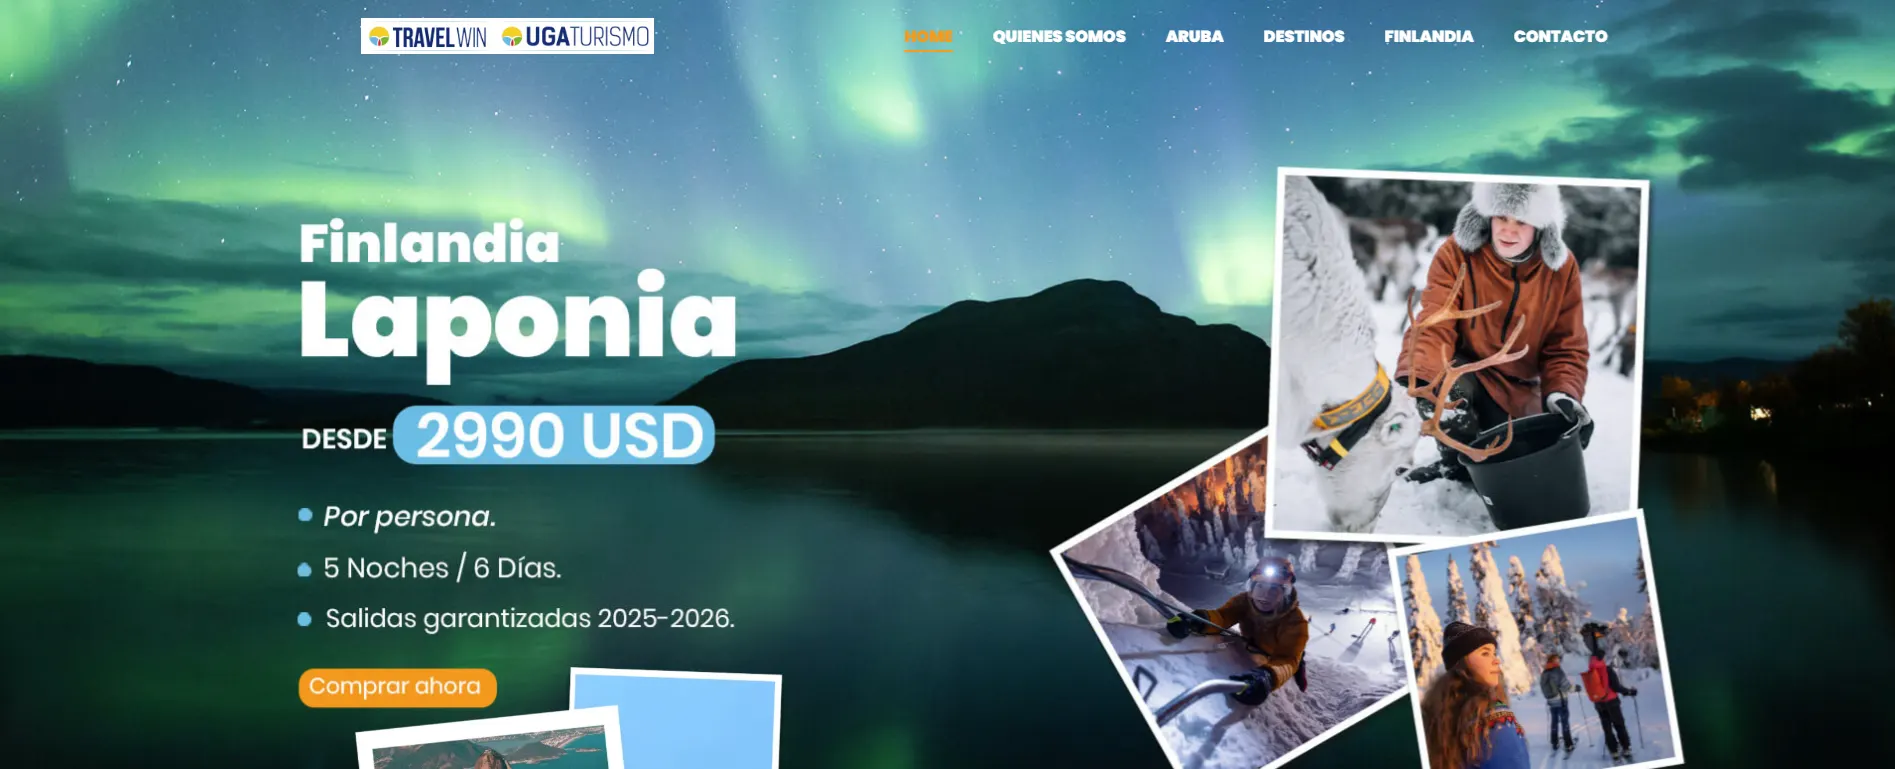 TRAVELWIN UGATURISMO
HOME QUIENES SOMOS ARUBA DESTINOS FINLANDIA CONTACTO
Finlandia
Laponia
DESDE 2990 USD
Por persona.
5 Noches / 6 Días.
Salidas garantizadas 2025-2026.
Comprar ahora